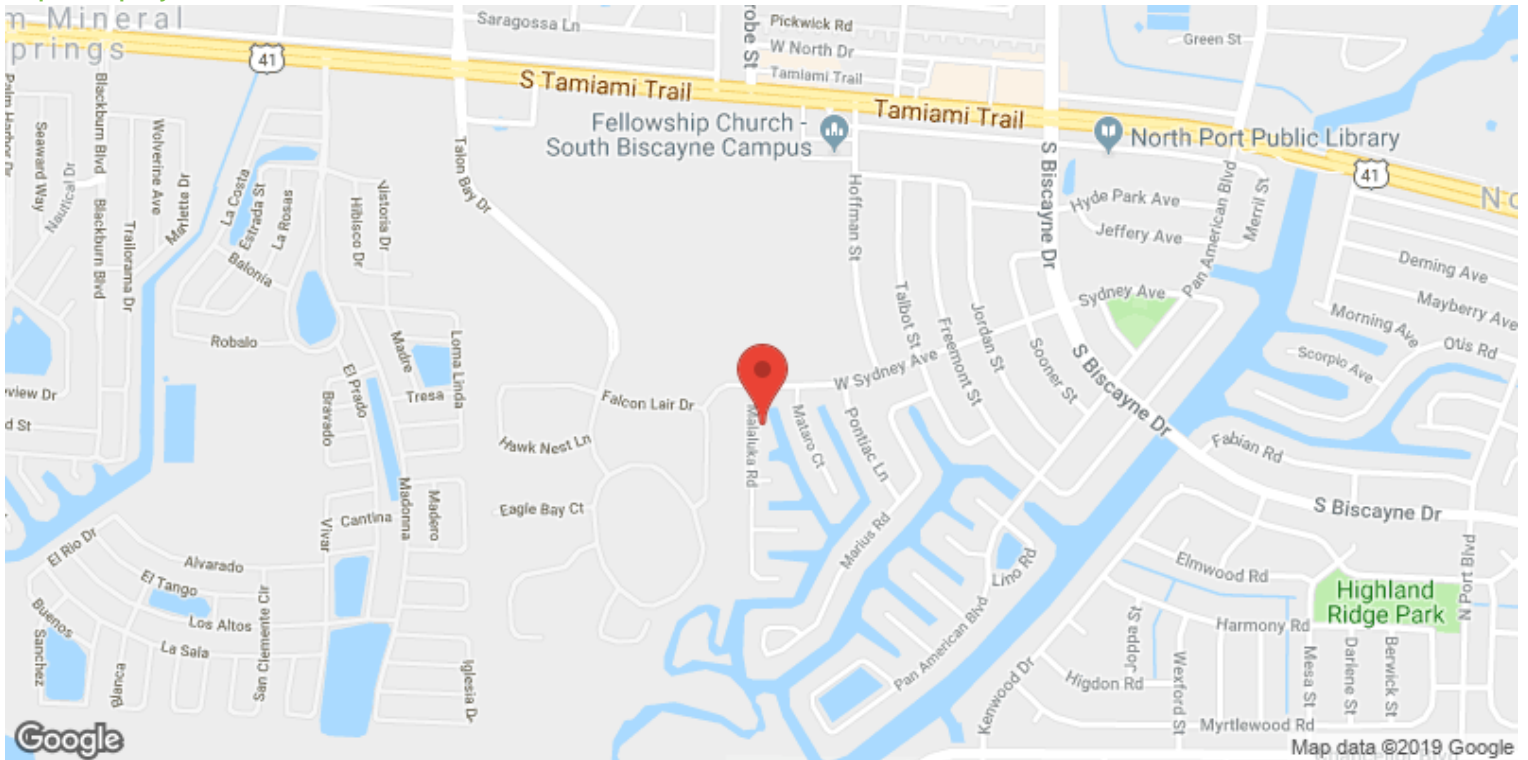 m Mineral
prings
Saragossa Ln
Pickwick Rd
W North Dr
Tamiami Trail
Green St
41
S Tamiami Trail
Tamiami Trail
Fellowship Church -
South Biscayne Campus
North Port Public Library
41
No
robe St
Palm Harbor Dr
Seaward Way
Nautical Dr
Blackburn Blvd
Blackburn Blvd
Trailorama Dr
Wolverine Ave
La Costa
Estrada St
La Rosas
Balonia
Hibisco Dr
Vistoria Dr
Talon Bay Dr
Hoffman St
S Biscayne Dr
Hyde Park Ave
Jeffery Ave
Merril St
Pan American Blvd
Deming Ave
Mayberry Ave
Morning Ave
Otis Rd
Scorpio Ave
Sydney Ave
Talbot St
Freemont St
Jordan St
Sooner St
S Biscayne Dr
W Sydney Ave
Robalo
Madre
Loma Linda
Tresa
El Prado
Bravado
view Dr
d St
Falcon Lair Dr
Hawk Nest Ln
Eagle Bay Ct
Malaluka Rd
Mataro Ct
Pontiac Ln
Marius Rd
Fabian Rd
S Biscayne Dr
N Port Blvd
Madonna
Madero
Cantina
Vivar
El Rio Dr
Alvarado
El Tango
Los Altos
La Sala
Buenos
Sanchez
Blanca
San Clemente Cir
Iglesia D
Lino Rd
Pan American Blvd
Kenwood Dr
Elmwood Rd
Highland
Ridge Park
Harmony Rd
Joppa St
Wexford St
Higdon Rd
Mesa St
Darlene St
Berwick St
Myrtlewood Rd
Google
Map data ©2019 Google